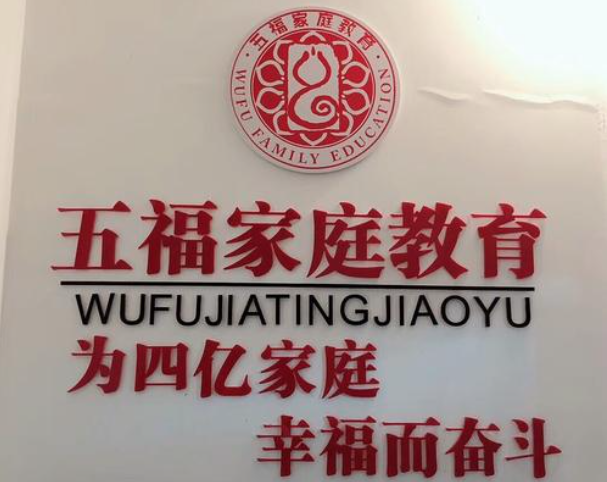 ·五福家庭教育·
WUFU FAMILY EDUCATION
五福家庭教育
WUFUJIATINGJIAOYU
为四亿家庭
幸福而奋斗